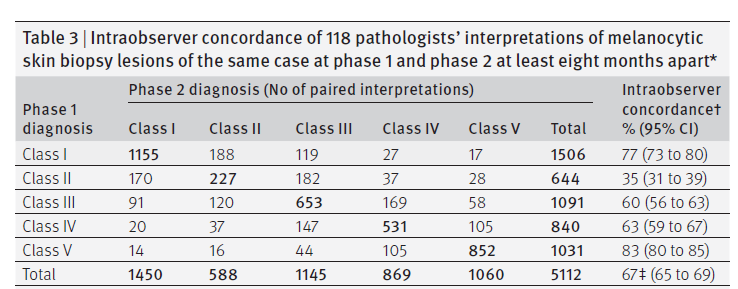 Table 3 | Intraobserver concordance of 118 pathologists' interpretations of melanocytic
skin biopsy lesions of the same case at phase 1 and phase 2 at least eight months apart*
Phase 1 diagnosis Phase 2 diagnosis (No of paired interpretations) Intraobserver concordance† % (95% CI)
Class I Class II Class III Class IV Class V Total
Class I 1155 188 119 27 17 1506 77 (73 to 80)
Class II 170 227 182 37 28 644 35 (31 to 39)
Class III 91 120 653 169 58 1091 60 (56 to 63)
Class IV 20 37 147 531 105 840 63 (59 to 67)
Class V 14 16 44 105 852 1031 83 (80 to 85)
Total 1450 588 1145 869 1060 5112 67‡ (65 to 69)